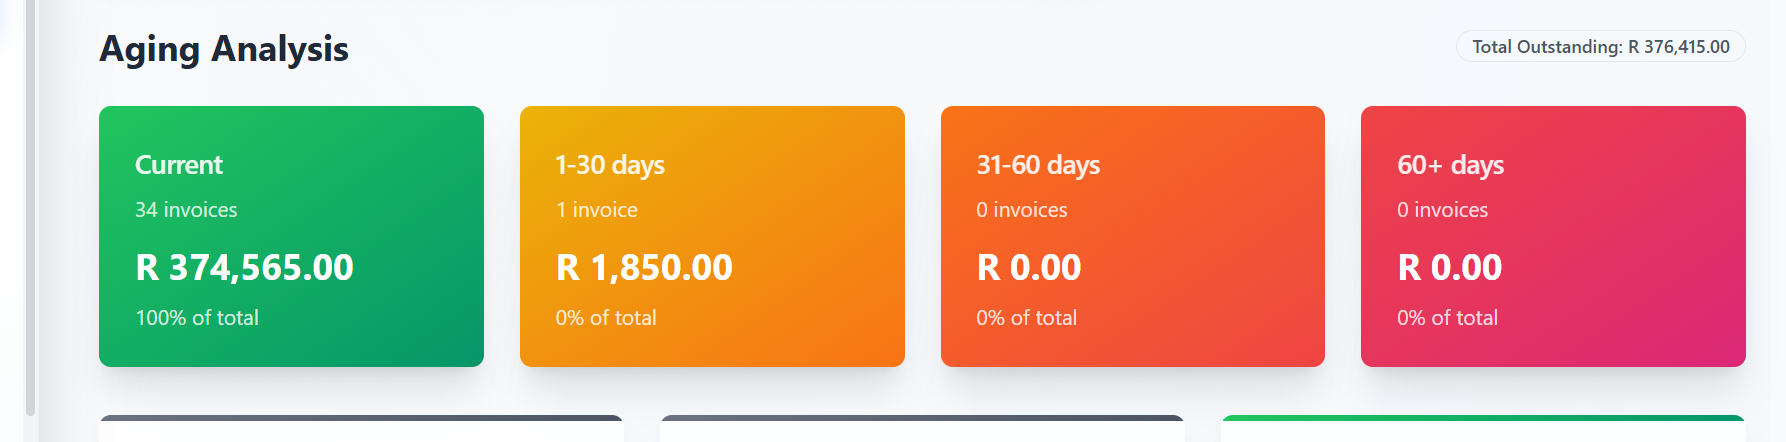 Aging Analysis
Total Outstanding: R 376,415.00
Current
34 invoices
R 374,565.00
100% of total
1-30 days
1 invoice
R 1,850.00
0% of total
31-60 days
0 invoices
R 0.00
0% of total
60+ days
0 invoices
R 0.00
0% of total